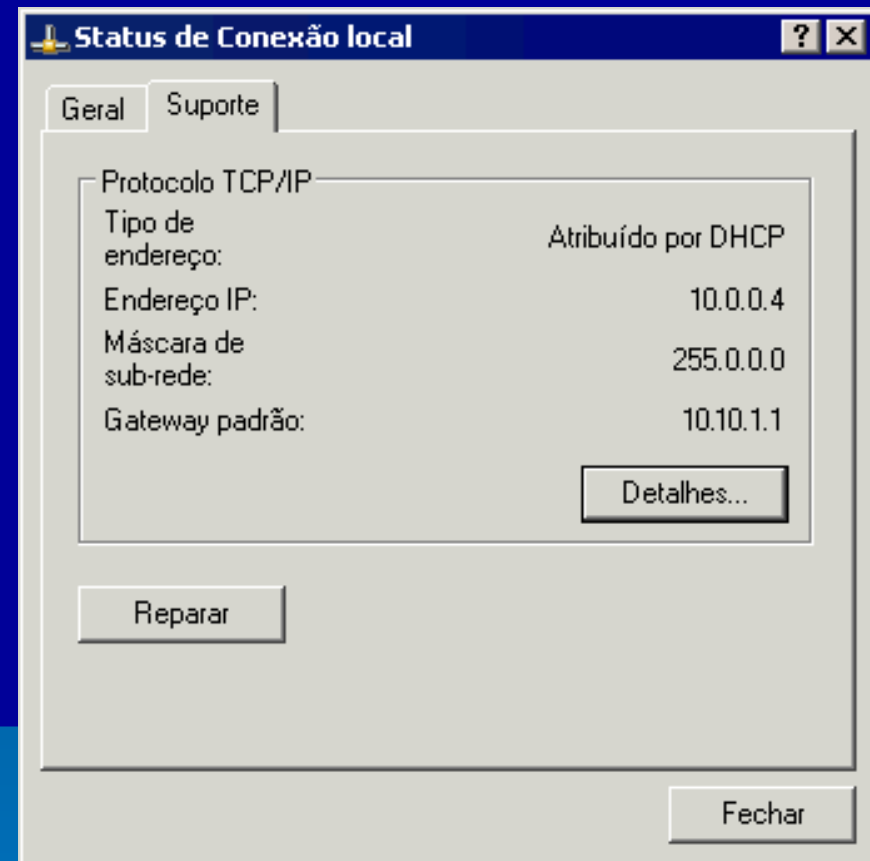 Status de Conexão local
Geral
Suporte
Protocolo TCP/IP
Tipo de
endereço:
Atribuído por DHCP
Endereço IP:
10.0.0.4
Máscara de
sub-rede:
255.0.0.0
Gateway padrão:
10.10.1.1
Detalhes...
Reparar
Fechar